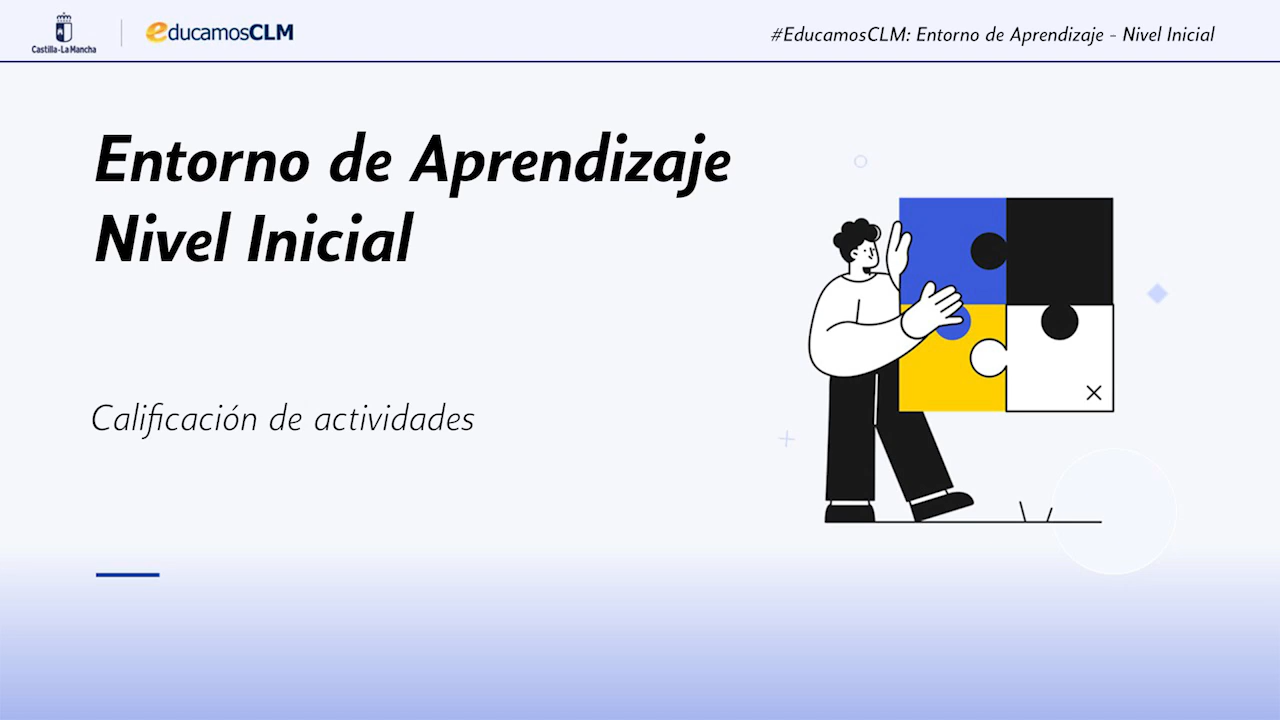 Castilla-La Mancha
educamosCLM
#EducamosCLM: Entorno de Aprendizaje - Nivel Inicial
Entorno de Aprendizaje
Nivel Inicial
Calificación de actividades